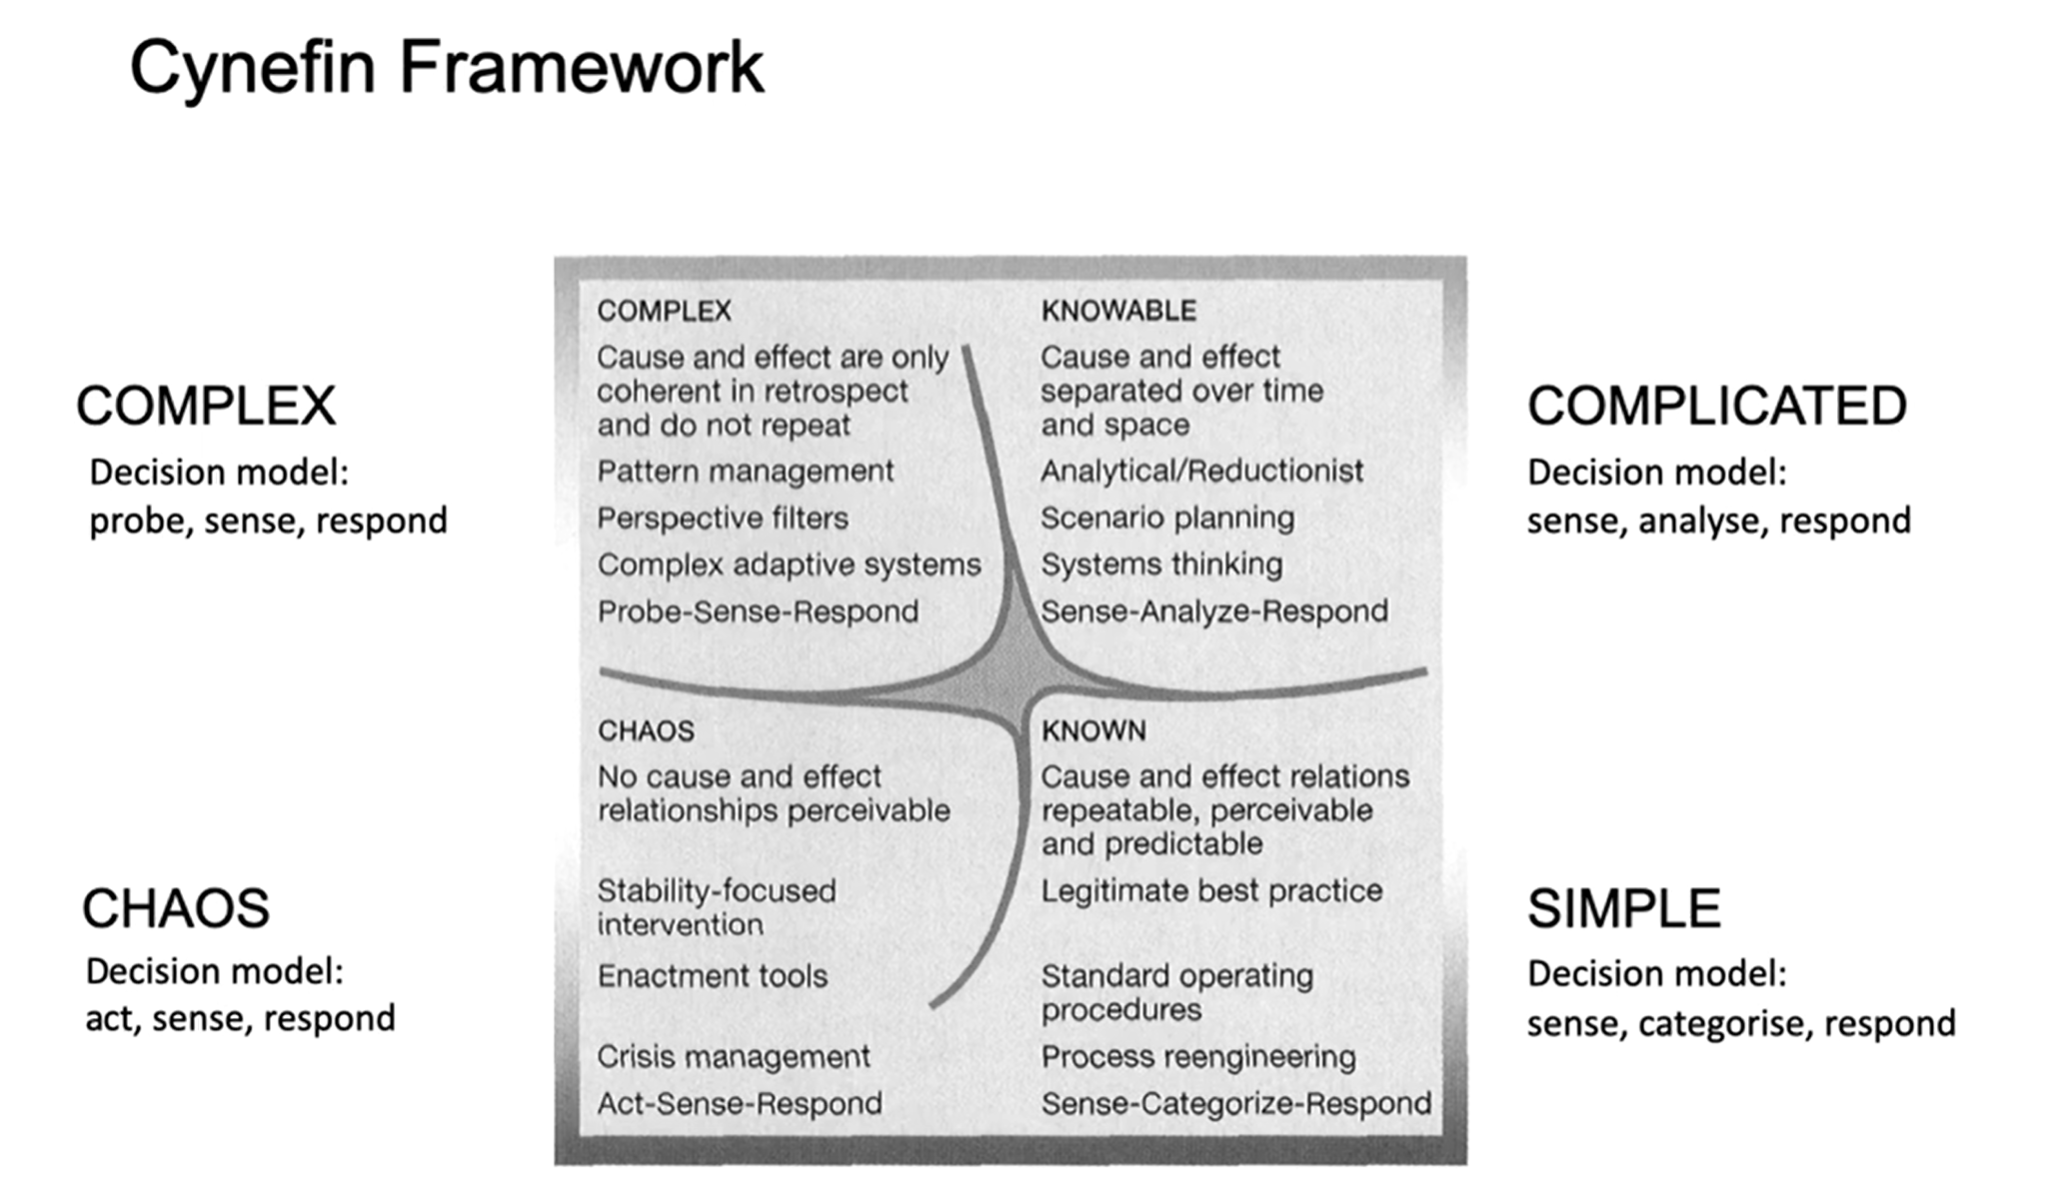 Cynefin Framework
COMPLEX
Decision model:
probe, sense, respond
CHAOS
Decision model:
act, sense, respond
COMPLEX
Cause and effect are only
coherent in retrospect
and do not repeat
Pattern management
Perspective filters
Complex adaptive systems
Probe-Sense-Respond
KNOWABLE
Cause and effect
separated over time
and space
Analytical/Reductionist
Scenario planning
Systems thinking
Sense-Analyze-Respond
CHAOS
No cause and effect
relationships perceivable
Stability-focused
intervention
Enactment tools
Crisis management
Act-Sense-Respond
KNOWN
Cause and effect relations
repeatable, perceivable
and predictable
Legitimate best practice
Standard operating
procedures
Process reengineering
Sense-Categorize-Respond
COMPLICATED
Decision model:
sense, analyse, respond
SIMPLE
Decision model:
sense, categorise, respond